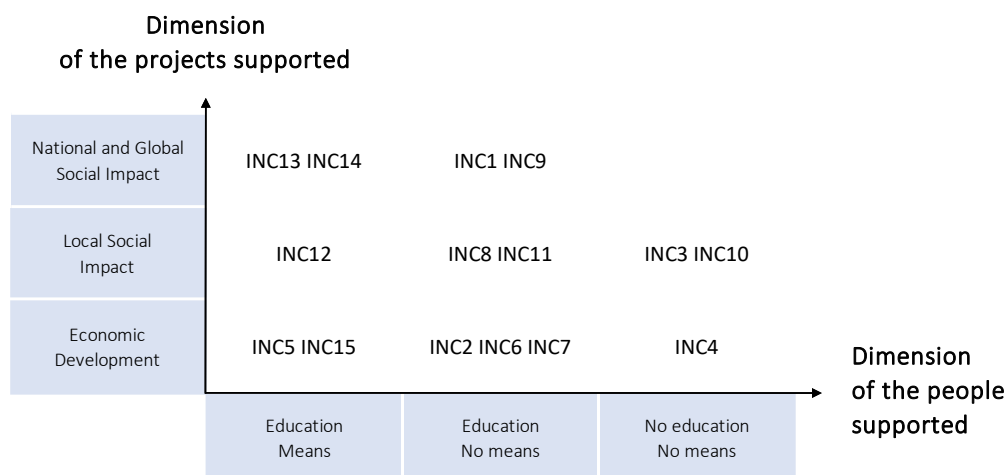 Dimension
of the projects supported
National and Global
Social Impact
INC13 INC14
INC1 INC9
Local Social
Impact
INC12
INC8 INC11
INC3 INC10
Economic
Development
INC5 INC15
INC2 INC6 INC7
INC4
Dimension
of the people
supported
Education
Means
Education
No means
No education
No means